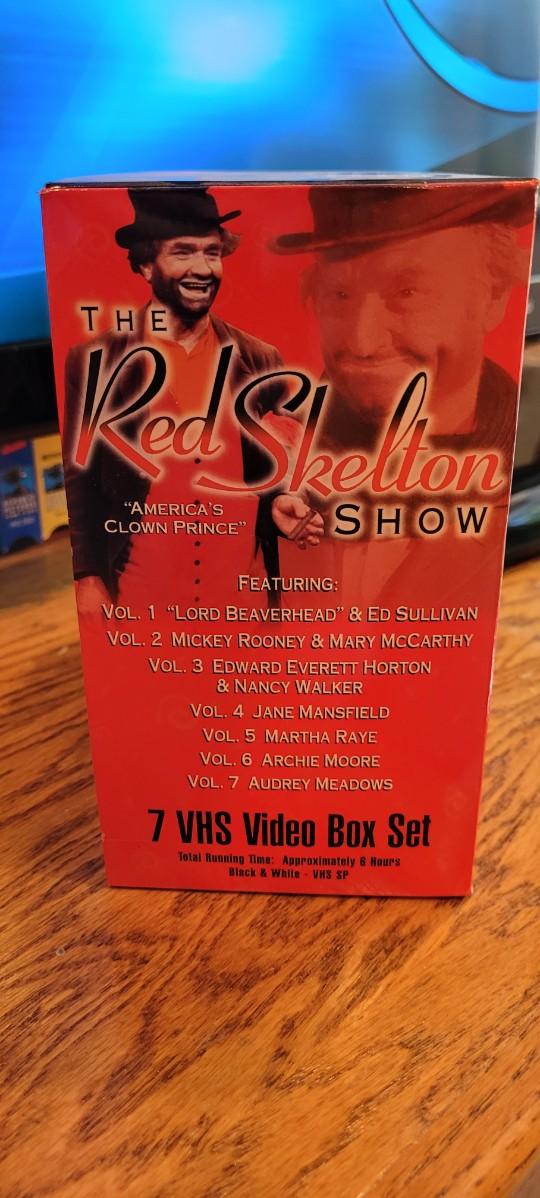 The
Red Skelton
Show
"America's
Clown Prince"
Featuring:
Vol. 1 "Lord Beaverhead" & Ed Sullivan
Vol. 2 Mickey Rooney & Mary McCarthy
Vol. 3 Edward Everett Horton
& Nancy Walker
Vol. 4 Jane Mansfield
Vol. 5 Martha Raye
Vol. 6 Archie Moore
Vol. 7 Audrey Meadows
7 VHS Video Box Set
Total Running Time: Approximately 6 Hours
Black & White - VHS SP